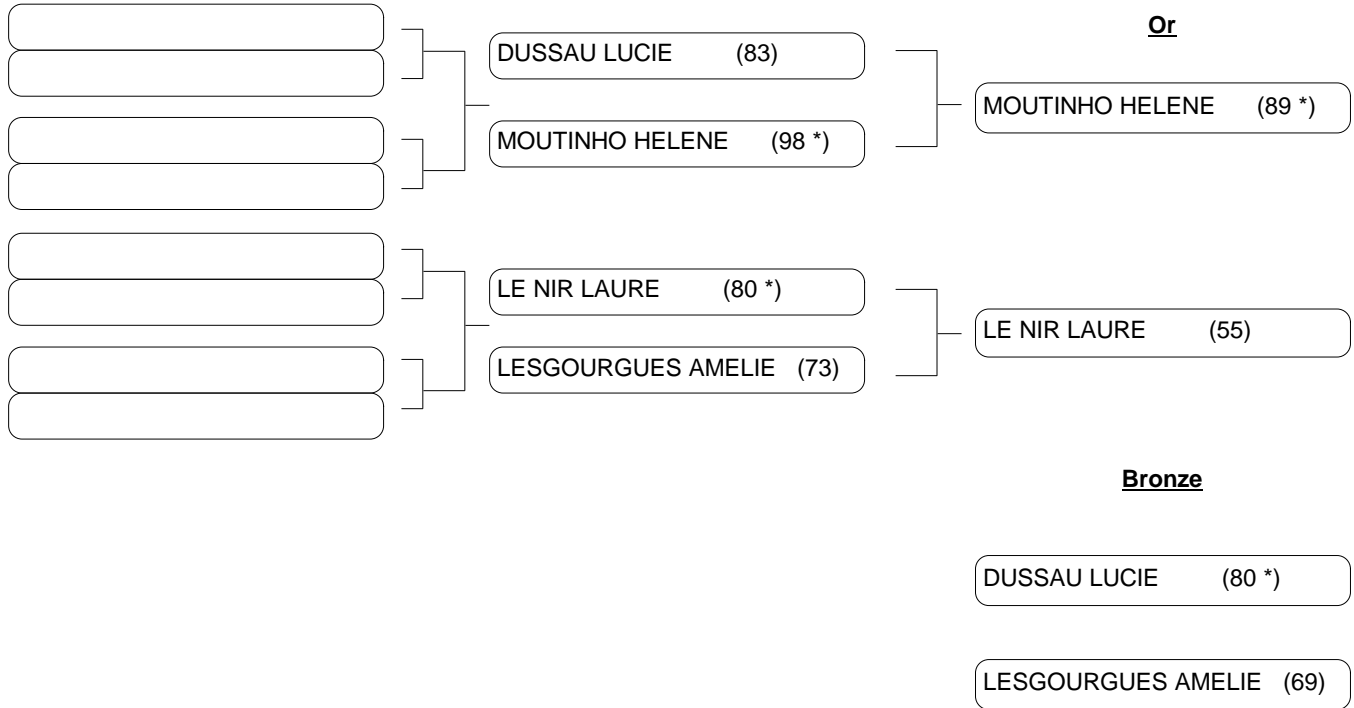 Or
DUSSAU LUCIE (83)
MOUTINHO HELENE (98 *)
MOUTINHO HELENE (89 *)
LE NIR LAURE (80 *)
LESGOURGUES AMELIE (73)
LE NIR LAURE (55)
Bronze
DUSSAU LUCIE (80 *)
LESGOURGUES AMELIE (69)